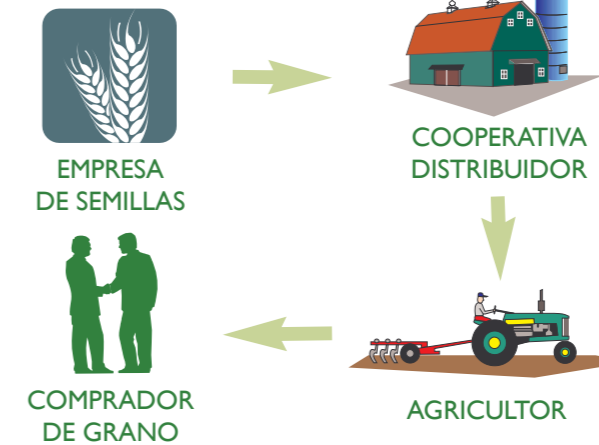 EMPRESA
DE SEMILLAS
COOPERATIVA
DISTRIBUIDOR
AGRICULTOR
COMPRADOR
DE GRANO